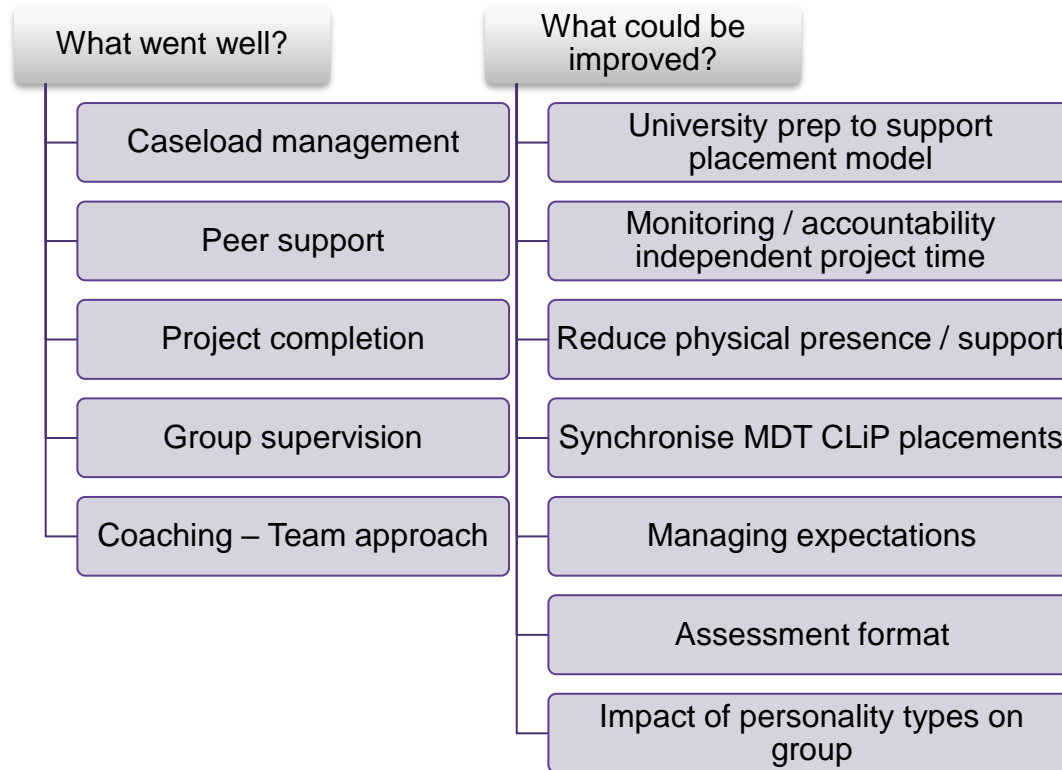 What went well?
Caseload management
Peer support
Project completion
Group supervision
Coaching – Team approach
What could be
improved?
University prep to support
placement model
Monitoring / accountability
independent project time
Reduce physical presence / support
Synchronise MDT CLiP placements
Managing expectations
Assessment format
Impact of personality types on
group